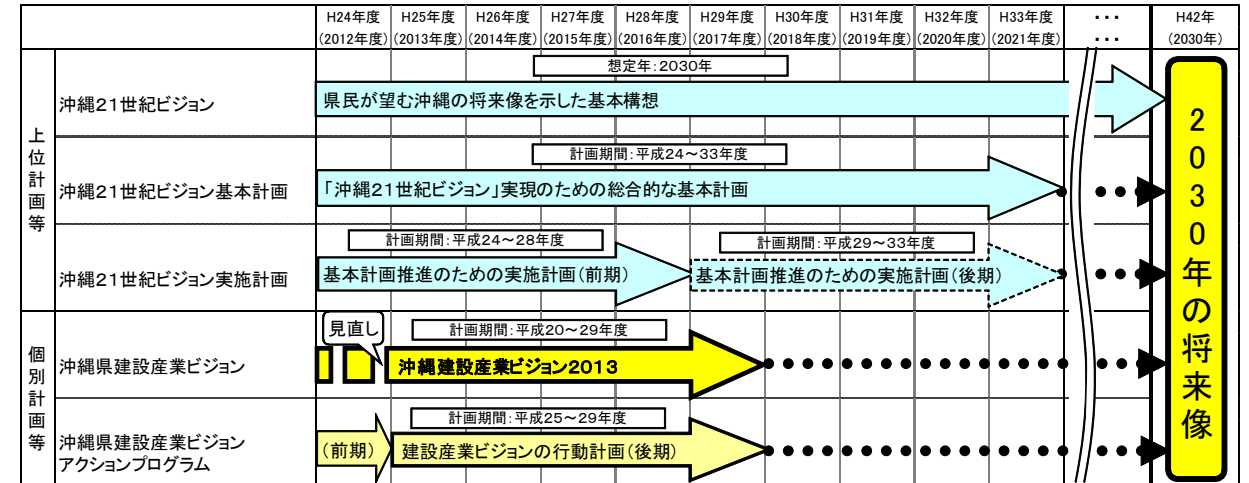 H24年度 H25年度 H26年度 H27年度 H28年度 H29年度 H30年度 H31年度 H32年度 H33年度 ・・・ H42年
(2012年度) (2013年度) (2014年度) (2015年度) (2016年度) (2017年度) (2018年度) (2019年度) (2020年度) (2021年度) ・・・ (2030年)
上位計画等
沖縄21世紀ビジョン
想定年:2030年
県民が望む沖縄の将来像を示した基本構想
沖縄21世紀ビジョン基本計画
計画期間:平成24~33年度
「沖縄21世紀ビジョン」実現のための総合的な基本計画
沖縄21世紀ビジョン実施計画
計画期間:平成24~28年度
基本計画推進のための実施計画(前期)
計画期間:平成29~33年度
基本計画推進のための実施計画(後期)
個別計画等
沖縄県建設産業ビジョン
見直し
計画期間:平成20~29年度
沖縄建設産業ビジョン2013
沖縄県建設産業ビジョン
アクションプログラム
(前期)
計画期間:平成25~29年度
建設産業ビジョンの行動計画(後期)
2030年の将来像